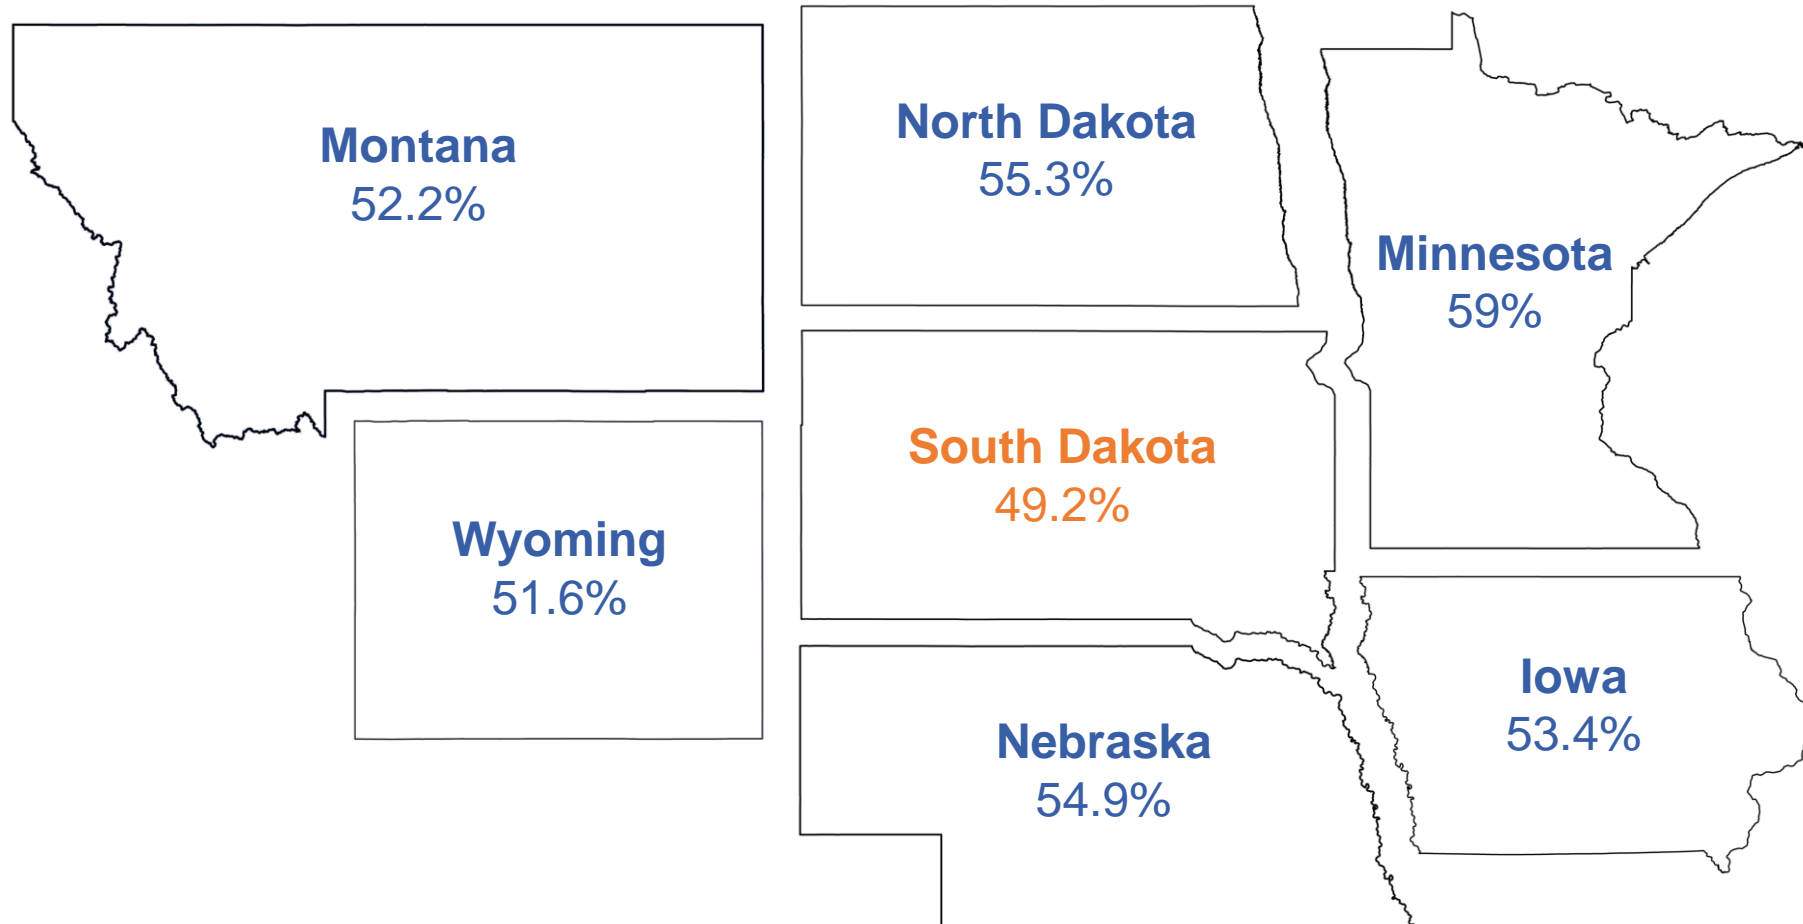 Montana
52.2%
North Dakota
55.3%
Minnesota
59%
South Dakota
49.2%
Wyoming
51.6%
Nebraska
54.9%
Iowa
53.4%